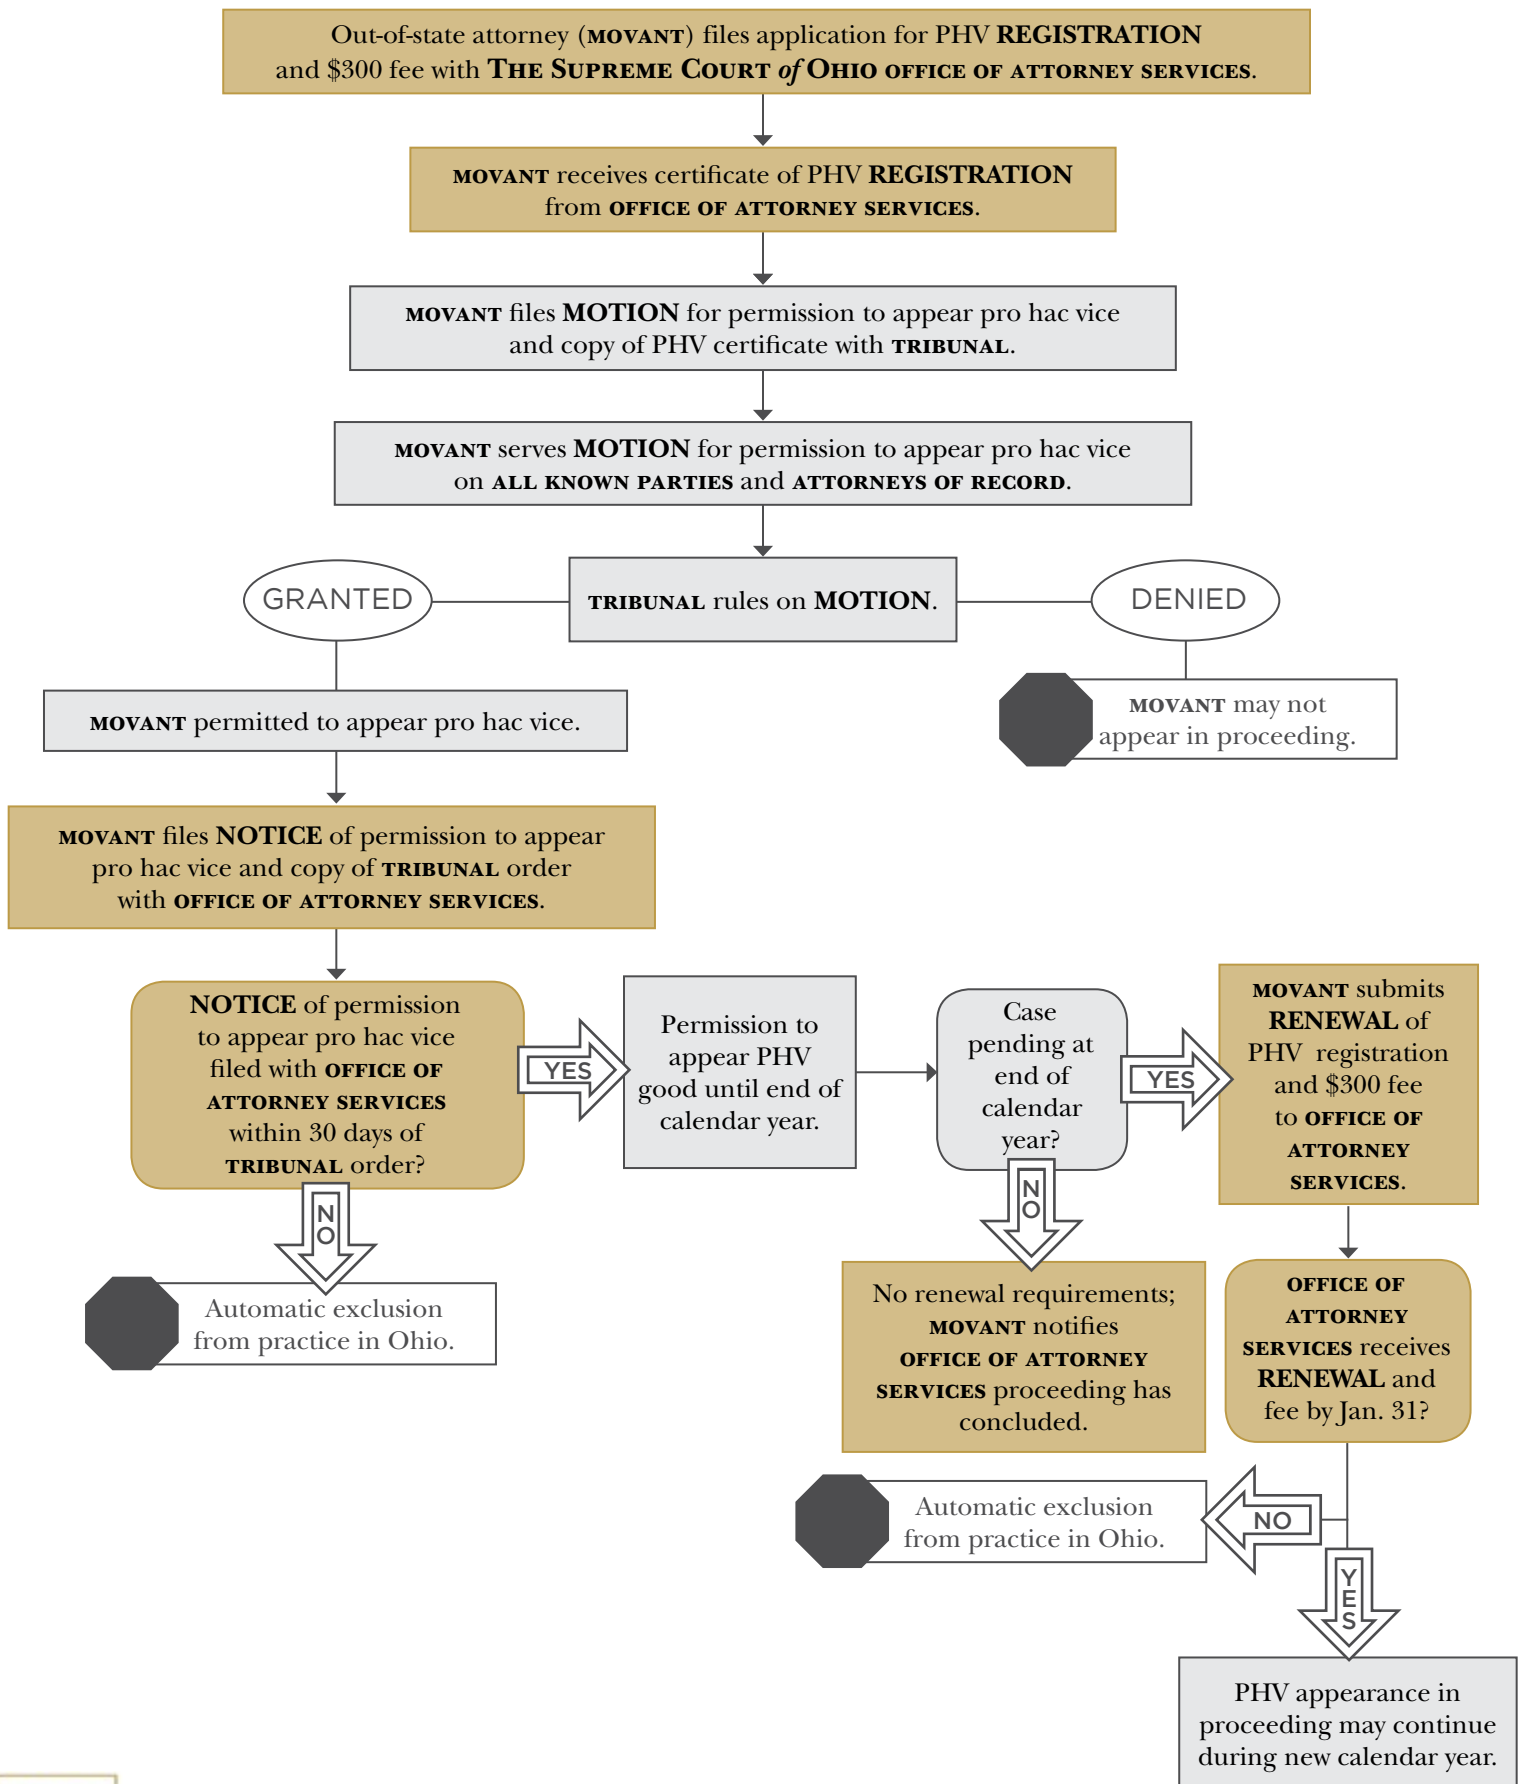 Out-of-state attorney (MOVANT) files application for PHV REGISTRATION
and $300 fee with THE SUPREME COURT of OHIO OFFICE OF ATTORNEY SERVICES.
MOVANT receives certificate of PHV REGISTRATION
from OFFICE OF ATTORNEY SERVICES.
MOVANT files MOTION for permission to appear pro hac vice
and copy of PHV certificate with TRIBUNAL.
MOVANT serves MOTION for permission to appear pro hac vice
on ALL KNOWN PARTIES and ATTORNEYS OF RECORD.
GRANTED
TRIBUNAL rules on MOTION.
DENIED
MOVANT permitted to appear pro hac vice.
MOVANT may not
appear in proceeding.
MOVANT files NOTICE of permission to appear
pro hac vice and copy of TRIBUNAL order
with OFFICE OF ATTORNEY SERVICES.
NOTICE of permission
to appear pro hac vice
filed with OFFICE OF
ATTORNEY SERVICES
within 30 days of
TRIBUNAL order?
YES
NO
Automatic exclusion
from practice in Ohio.
Permission to
appear PHV
good until end of
calendar year.
Case
pending at
end of
calendar
year?
YES
NO
No renewal requirements;
MOVANT notifies
OFFICE OF ATTORNEY
SERVICES proceeding has
concluded.
MOVANT submits
RENEWAL of
PHV registration
and $300 fee
to OFFICE OF
ATTORNEY
SERVICES.
OFFICE OF
ATTORNEY
SERVICES receives
RENEWAL and
fee by Jan. 31?
NO
Automatic exclusion
from practice in Ohio.
YES
PHV appearance in
proceeding may continue
during new calendar year.